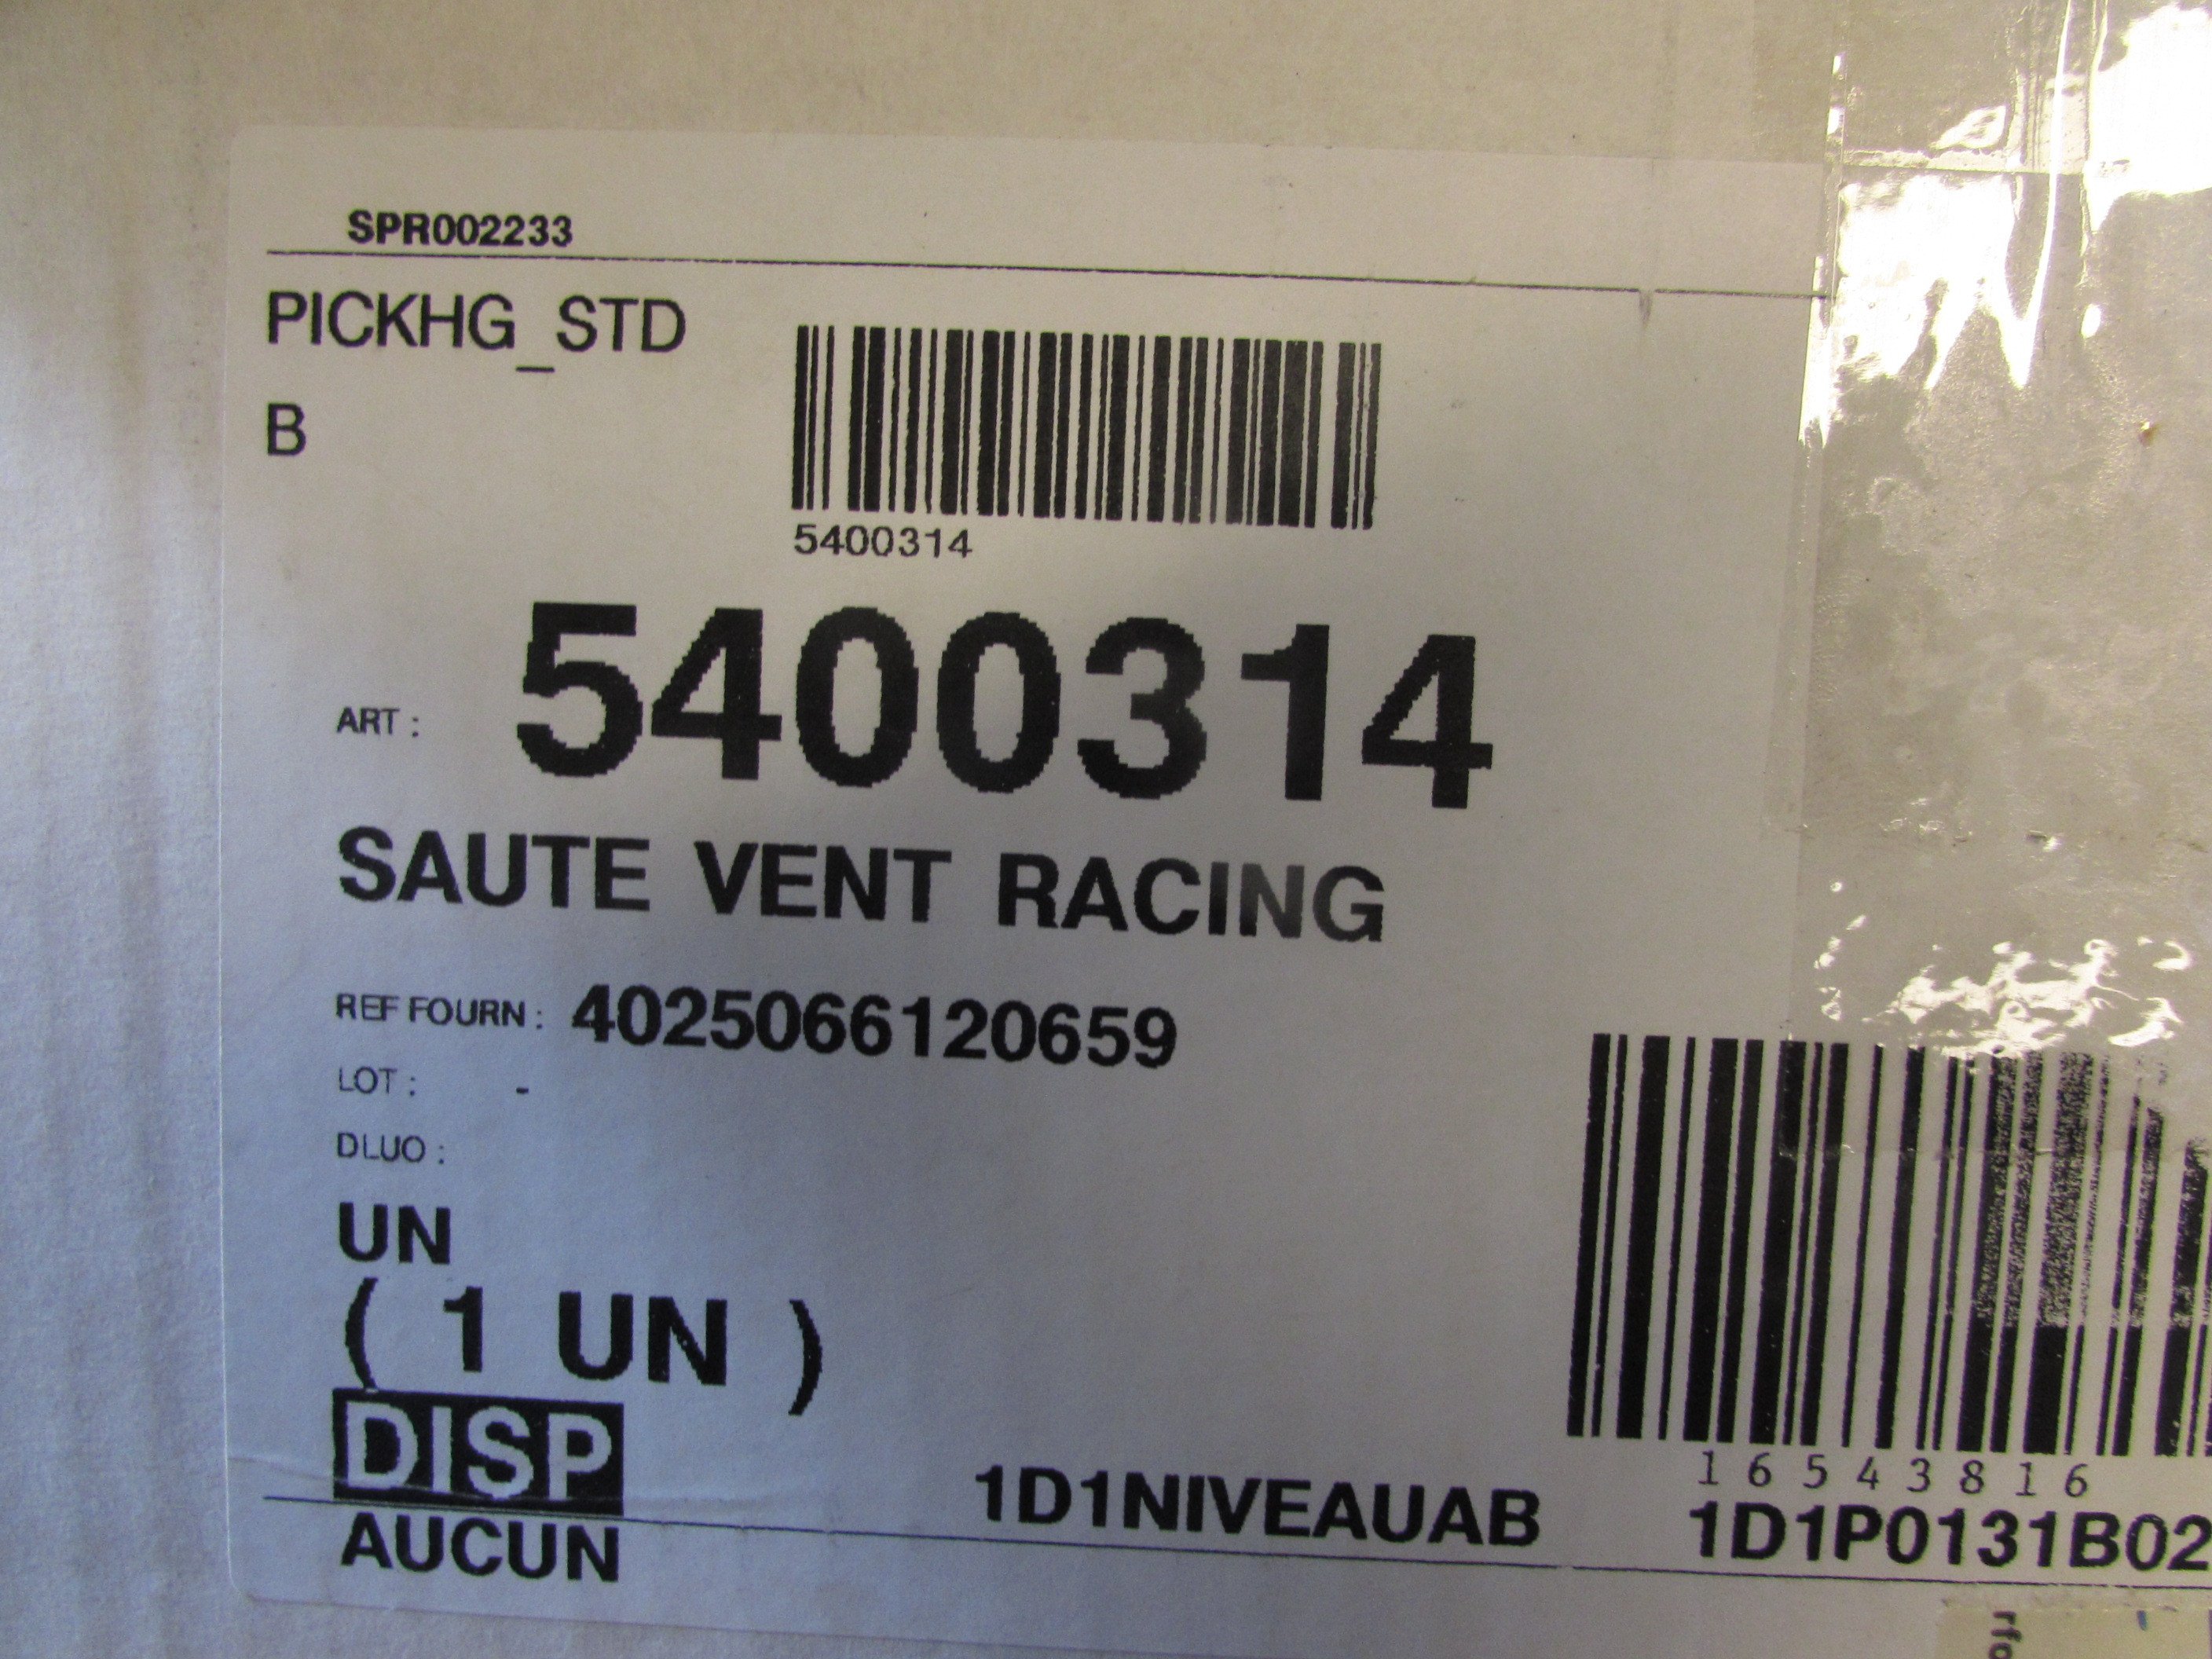 SPR002233
PICKHG_STD
B
5400314
ART : 5400314
SAUTE VENT RACING
REF FOURN : 4025066120659
LOT : -
DLUO :
UN
( 1 UN )
DISP
16543816
1D1NIVEAUAB 1D1P0131B02
AUCUN